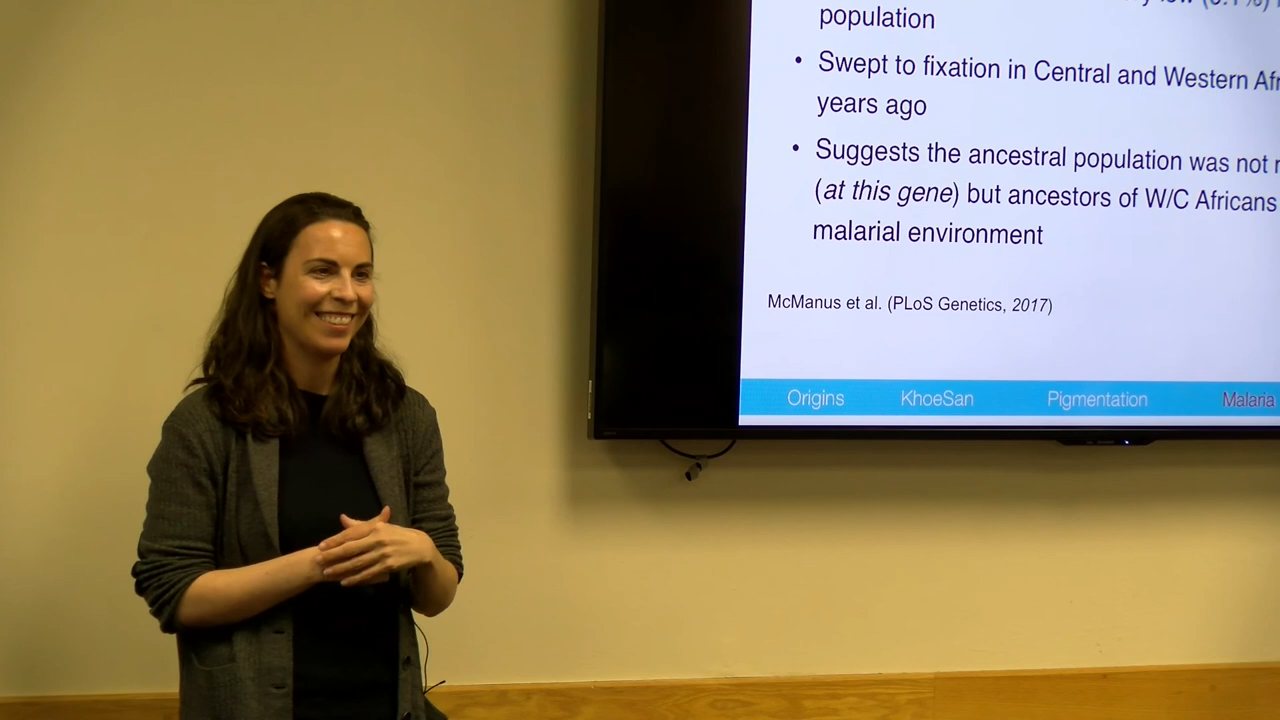 population
• Swept to fixation in Central and Western
years ago
• Suggests the ancestral population was not
(at this gene) but ancestors of W/C Africans
malarial environment
McManus et al. (PLoS Genetics, 2017)
Origins KhoeSan Pigmentation Malaria